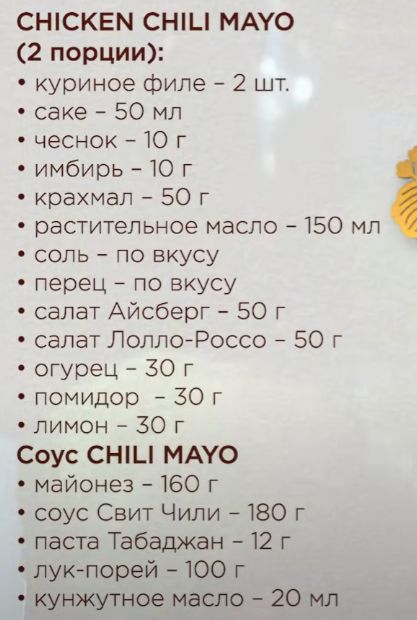 CHICKEN CHILI MAYO
(2 порции):
• куриное филе – 2 шт.
• саке – 50 мл
• чеснок – 10 г
• имбирь – 10 г
• крахмал – 50 г
• растительное масло – 150 мл
• соль – по вкусу
• перец – по вкусу
• салат Айсберг – 50 г
• салат Лолло-Россо – 50 г
• огурец – 30 г
• помидор – 30 г
• лимон – 30 г
Соус CHILI MAYO
• майонез – 160 г
• соус Свит Чили – 180 г
• паста Табаджан – 12 г
• лук-порей – 100 г
• кунжутное масло – 20 мл